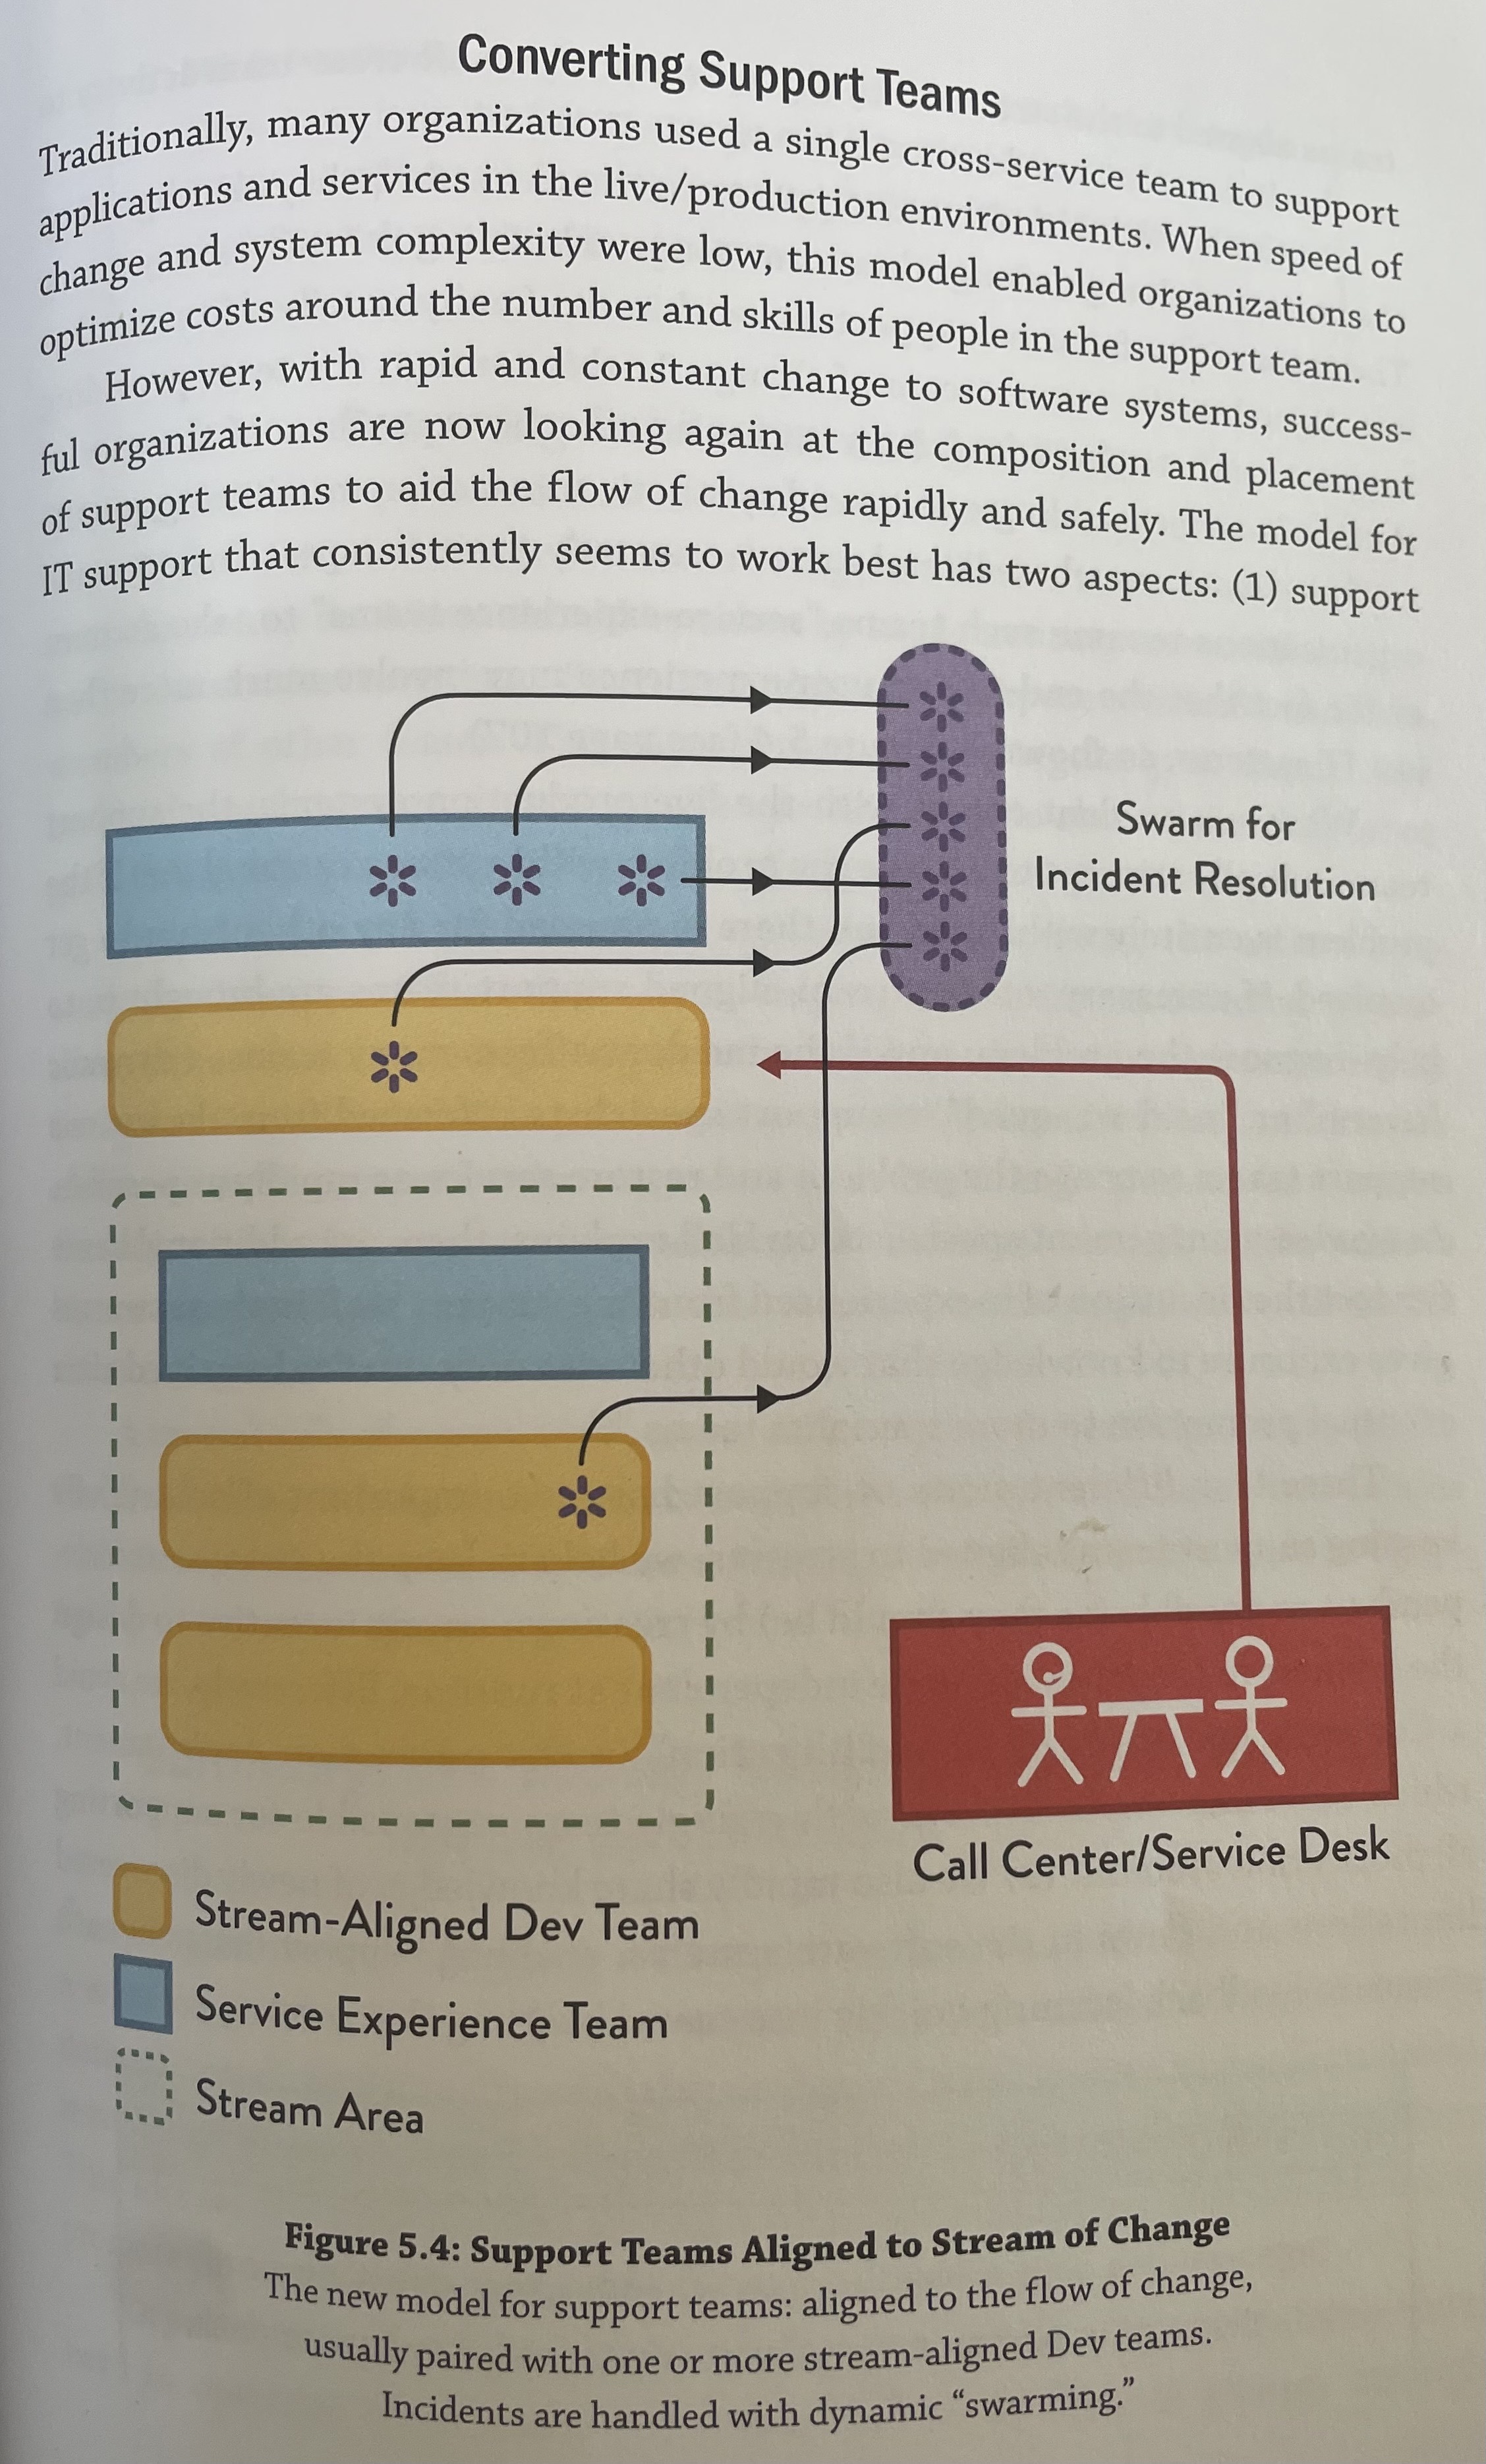 Converting Support Teams
Traditionally, many organizations used a single cross-service team to support
applications and services in the live/production environments. When speed of
change and system complexity were low, this model enabled organizations to
optimize costs around the number and skills of people in the support team.
However, with rapid and constant change to software systems, success-
ful organizations are now looking again at the composition and placement
of support teams to aid the flow of change rapidly and safely. The model for
IT support that consistently seems to work best has two aspects: (1) support
Swarm for
Incident Resolution
Call Center/Service Desk
Stream-Aligned Dev Team
Service Experience Team
Stream Area
Figure 5.4: Support Teams Aligned to Stream of Change
The new model for support teams: aligned to the flow of change,
usually paired with one or more stream-aligned Dev teams.
Incidents are handled with dynamic “swarming.”